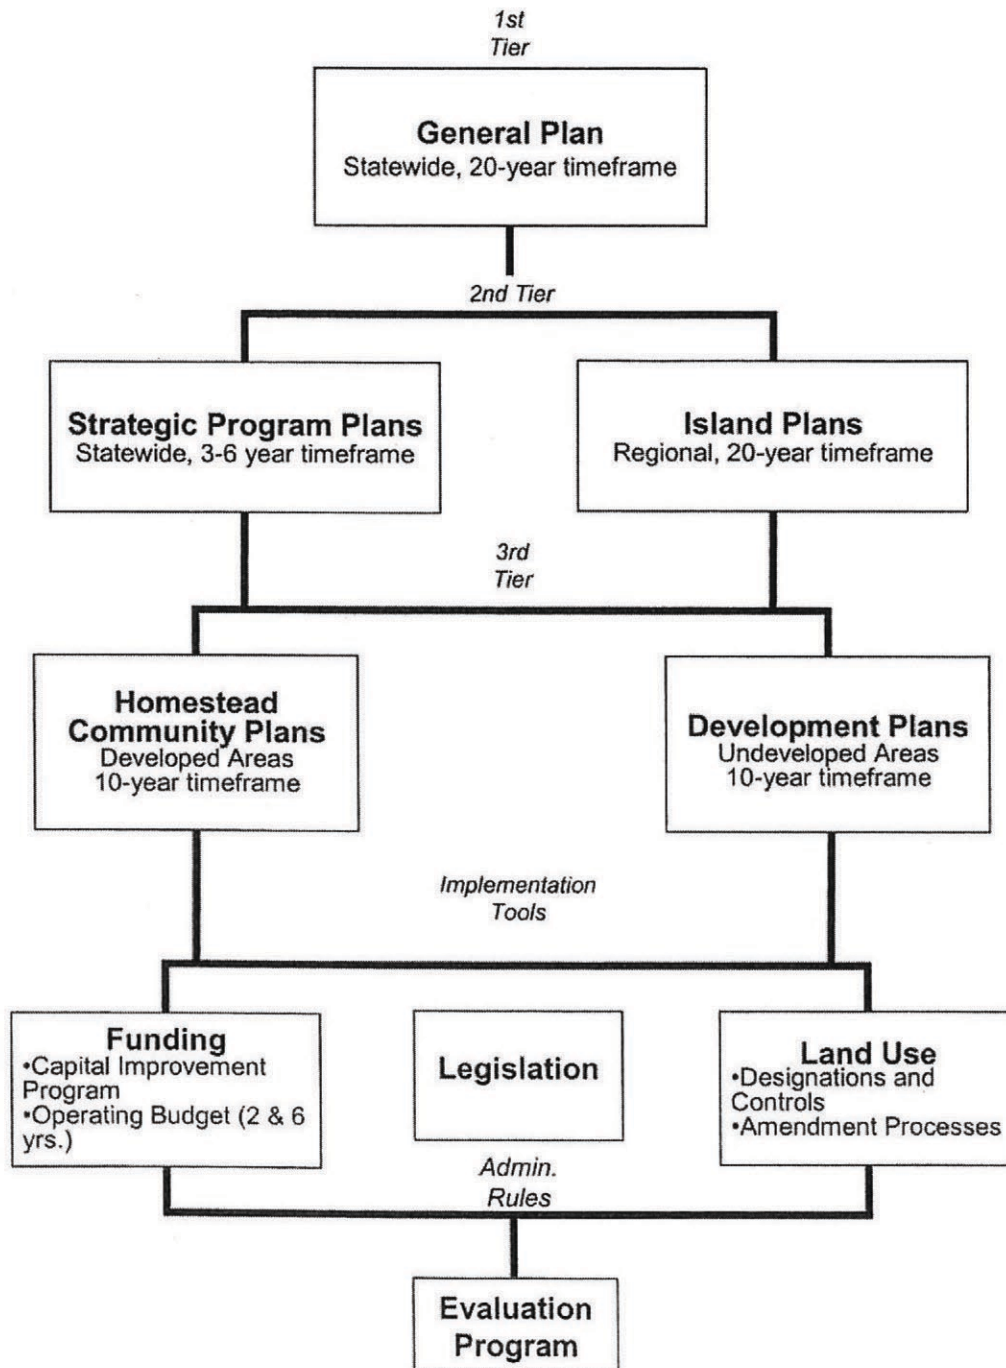 1st
Tier
General Plan
Statewide, 20-year timeframe
2nd Tier
Strategic Program Plans
Statewide, 3-6 year timeframe
Island Plans
Regional, 20-year timeframe
3rd
Tier
Homestead
Community Plans
Developed Areas
10-year timeframe
Development Plans
Undeveloped Areas
10-year timeframe
Implementation
Tools
Funding
•Capital Improvement
Program
•Operating Budget (2 & 6
yrs.)
Legislation
Land Use
•Designations and
Controls
•Amendment Processes
Admin.
Rules
Evaluation
Program